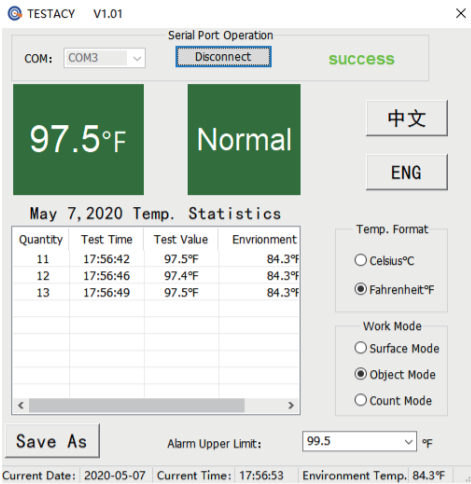 TESTACY V1.01
Serial Port Operation
COM: COM3 Disconnect success
97.5°F Normal
中文
ENG
May 7,2020 Temp. Statistics
Quantity Test Time Test Value Envrionment
11 17:56:42 97.5℉ 84.3℉
12 17:56:46 97.4℉ 84.3℉
13 17:56:49 97.5℉ 84.3℉
Temp. Format
Celsius℃
Fahrenheit℉
Work Mode
Surface Mode
Object Mode
Count Mode
Save As Alarm Upper Limit: 99.5 ℉
Current Date: 2020-05-07 Current Time: 17:56:53 Environment Temp. 84.3℉